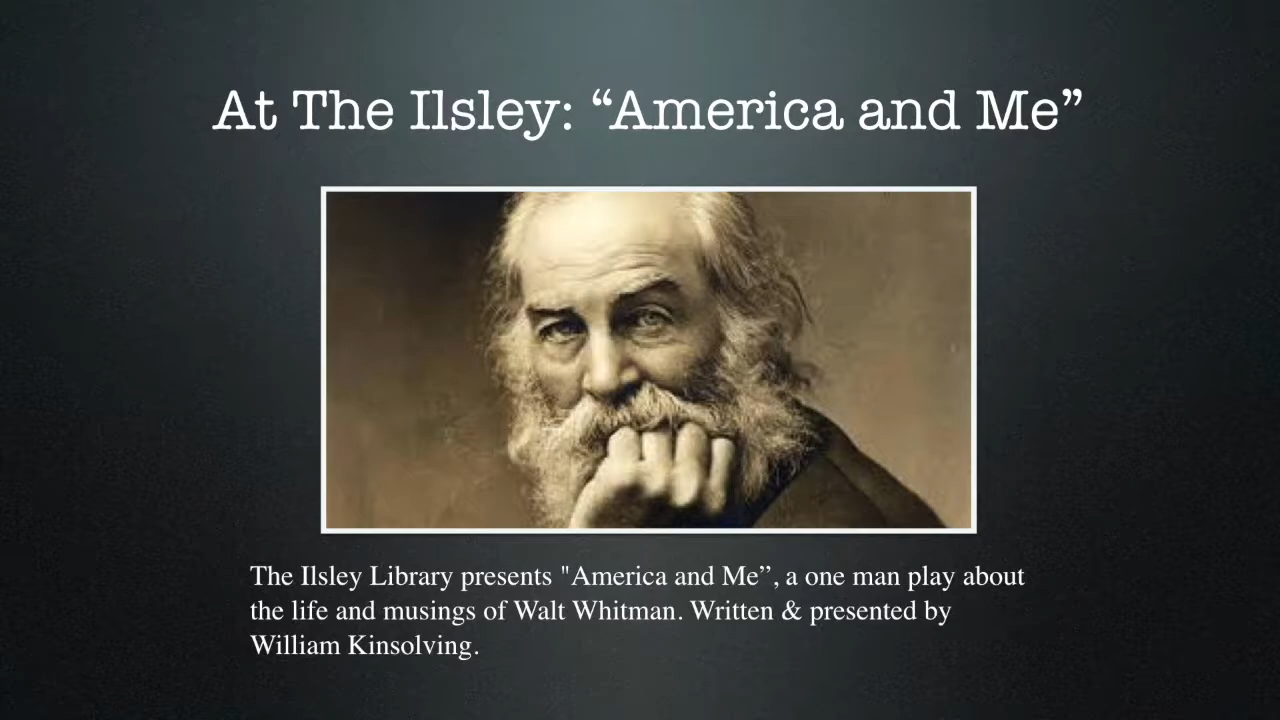 At The Ilsley: “America and Me”
The Ilsley Library presents "America and Me”, a one man play about
the life and musings of Walt Whitman. Written & presented by
William Kinsolving.